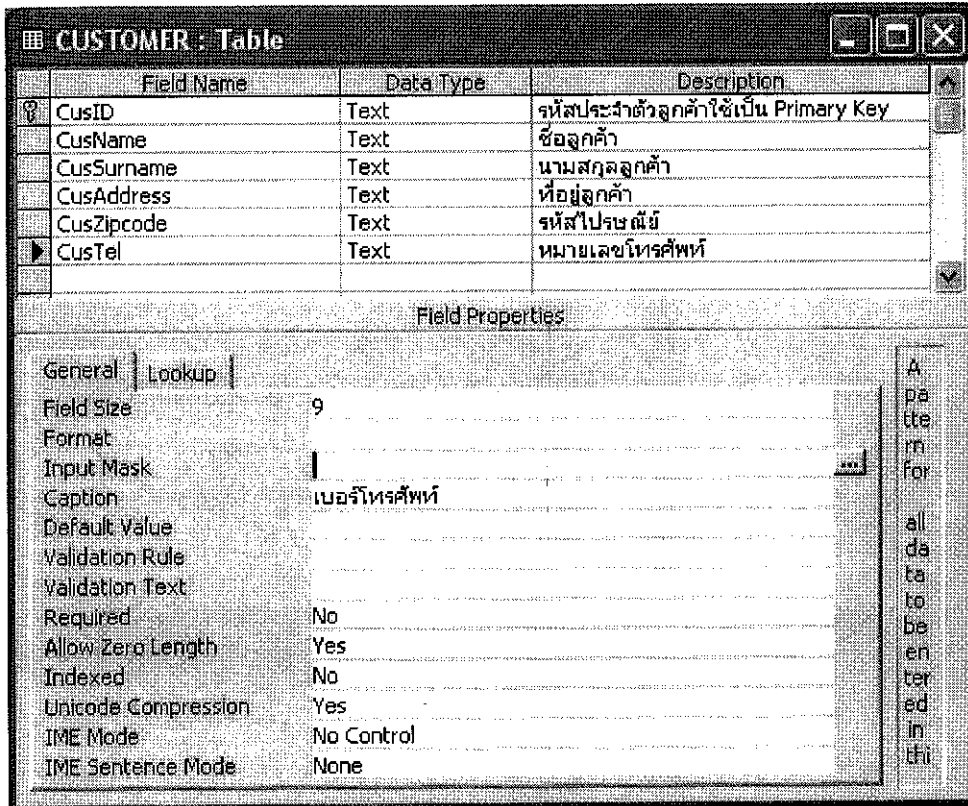 CUSTOMER : Table
Field Name Data Type Description
CusID Text รหัสประจำตัวลูกค้าใช้เป็น Primary Key
CusName Text ชื่อลูกค้า
CusSurname Text นามสกุลลูกค้า
CusAddress Text ที่อยู่ลูกค้า
CusZipcode Text รหัสไปรษณีย์
CusTel Text หมายเลขโทรศัพท์
Field Properties
General Lookup
Field Size 9
Format
Input Mask ...
Caption เบอร์โทรศัพท์
Default Value
Validation Rule
Validation Text
Required No
Allow Zero Length Yes
Indexed No
Unicode Compression Yes
IME Mode No Control
IME Sentence Mode None
A
pa
tte
rn
for
all
da
ta
to
be
en
ter
ed
in
thi